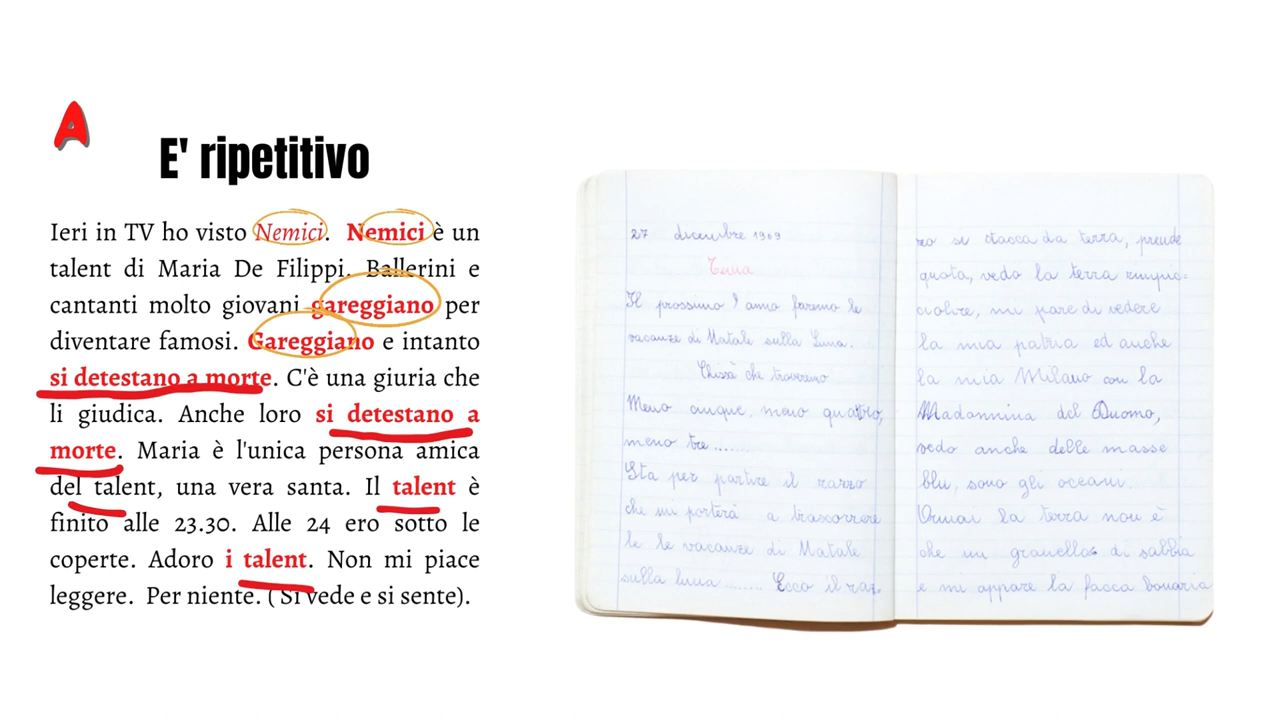 A
E' ripetitivo
Ieri in TV ho visto Nemici. Nemici è un
talent di Maria De Filippi. Ballerini e
cantanti molto giovani gareggiano per
diventare famosi. Gareggiano e intanto
si detestano a morte. C'è una giuria che
li giudica. Anche loro si detestano a
morte. Maria è l'unica persona amica
del talent, una vera santa. Il talent è
finito alle 23.30. Alle 24 ero sotto le
coperte. Adoro i talent. Non mi piace
leggere. Per niente. ( Si vede e si sente).
27 dicembre 1969
Tema
Il prossimo anno faremo le
vacanze di Natale sulla Luna.
Chissà che troveremo
Meno cinque, meno quattro,
meno tre .......
Sta per partire il razzo
che mi porterà a trascorrere
le le vacanze di Natale
sulla luna ....... Ecco il raz
zo si stacca da terra, prende
quota, vedo la terra rimpic=
ciolire, mi pare di vedere
la mia patria ed anche
la mia Milano con la
Madonnina del Duomo,
vedo anche delle masse
blu, sono gli oceani.
Ormai la terra non è
che un granello di sabbia
e mi appare la facca bonaria